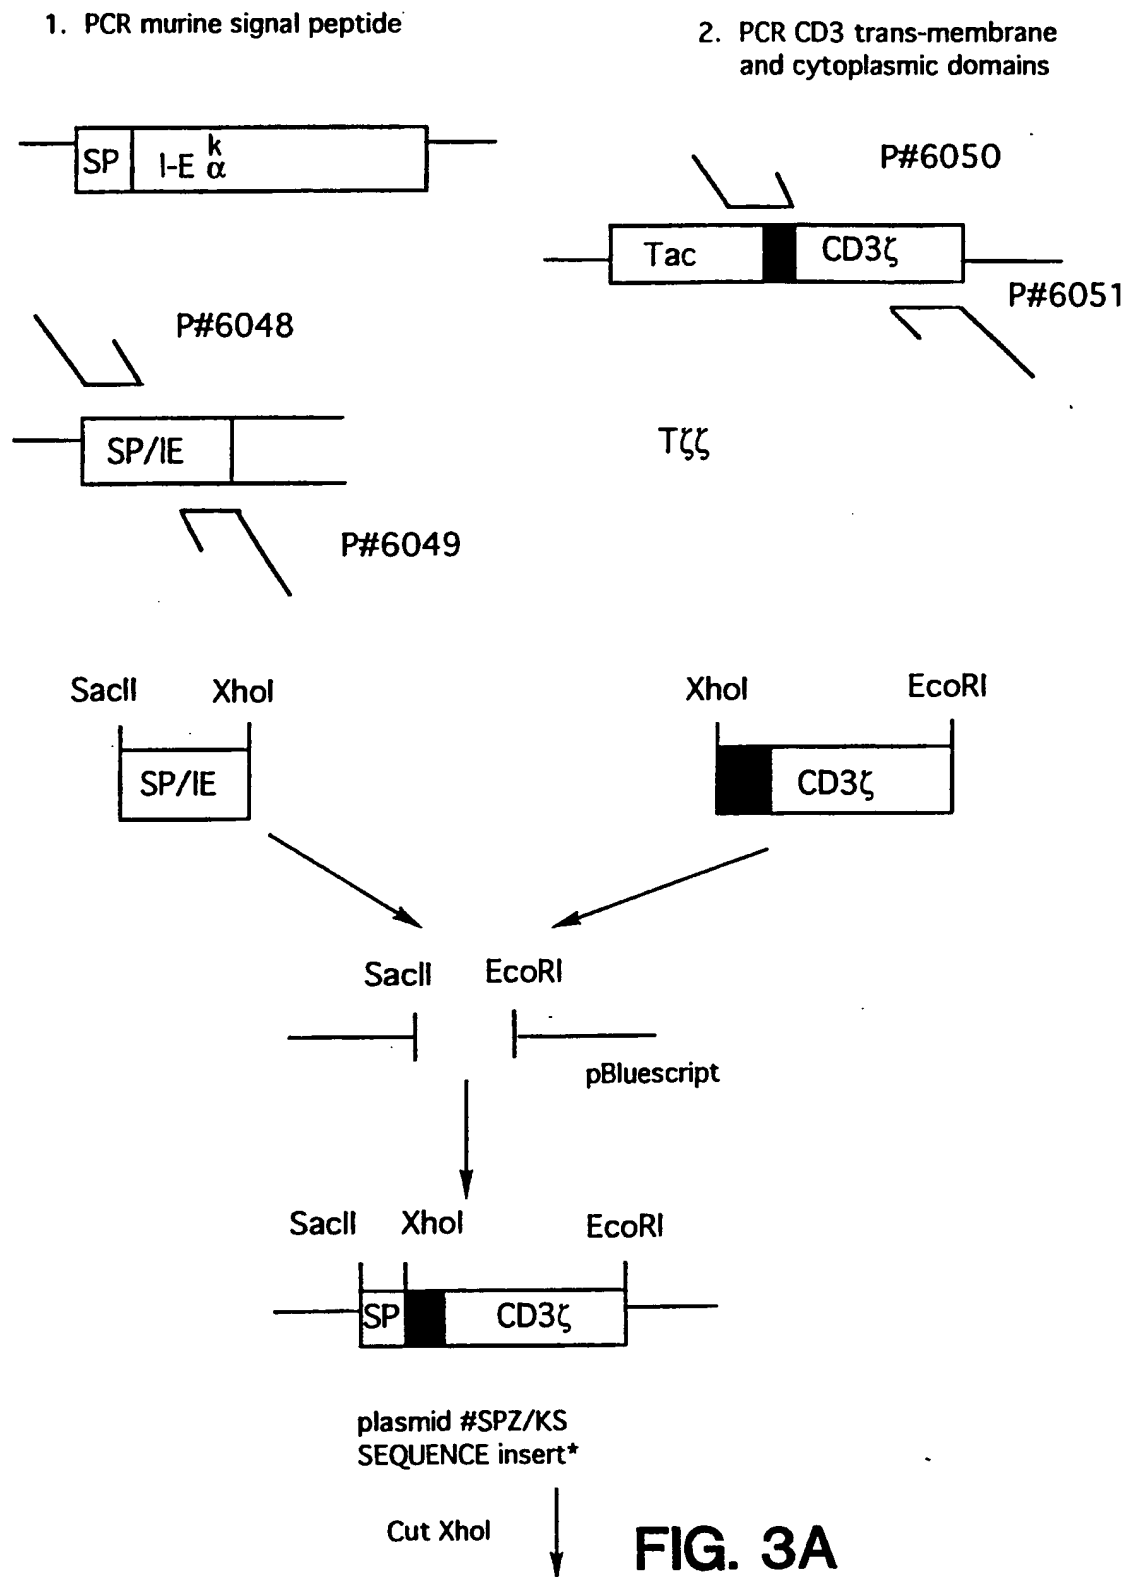 1. PCR murine signal peptide
2. PCR CD3 trans-membrane
and cytoplasmic domains
SP
I-E k α
P#6050
Tac
CD3ζ
P#6051
P#6048
SP/IE
Tζζ
P#6049
SacII
XhoI
XhoI
EcoRI
SP/IE
CD3ζ
SacII
EcoRI
pBluescript
SacII
XhoI
EcoRI
SP
CD3ζ
plasmid #SPZ/KS
SEQUENCE insert*
Cut XhoI
FIG. 3A